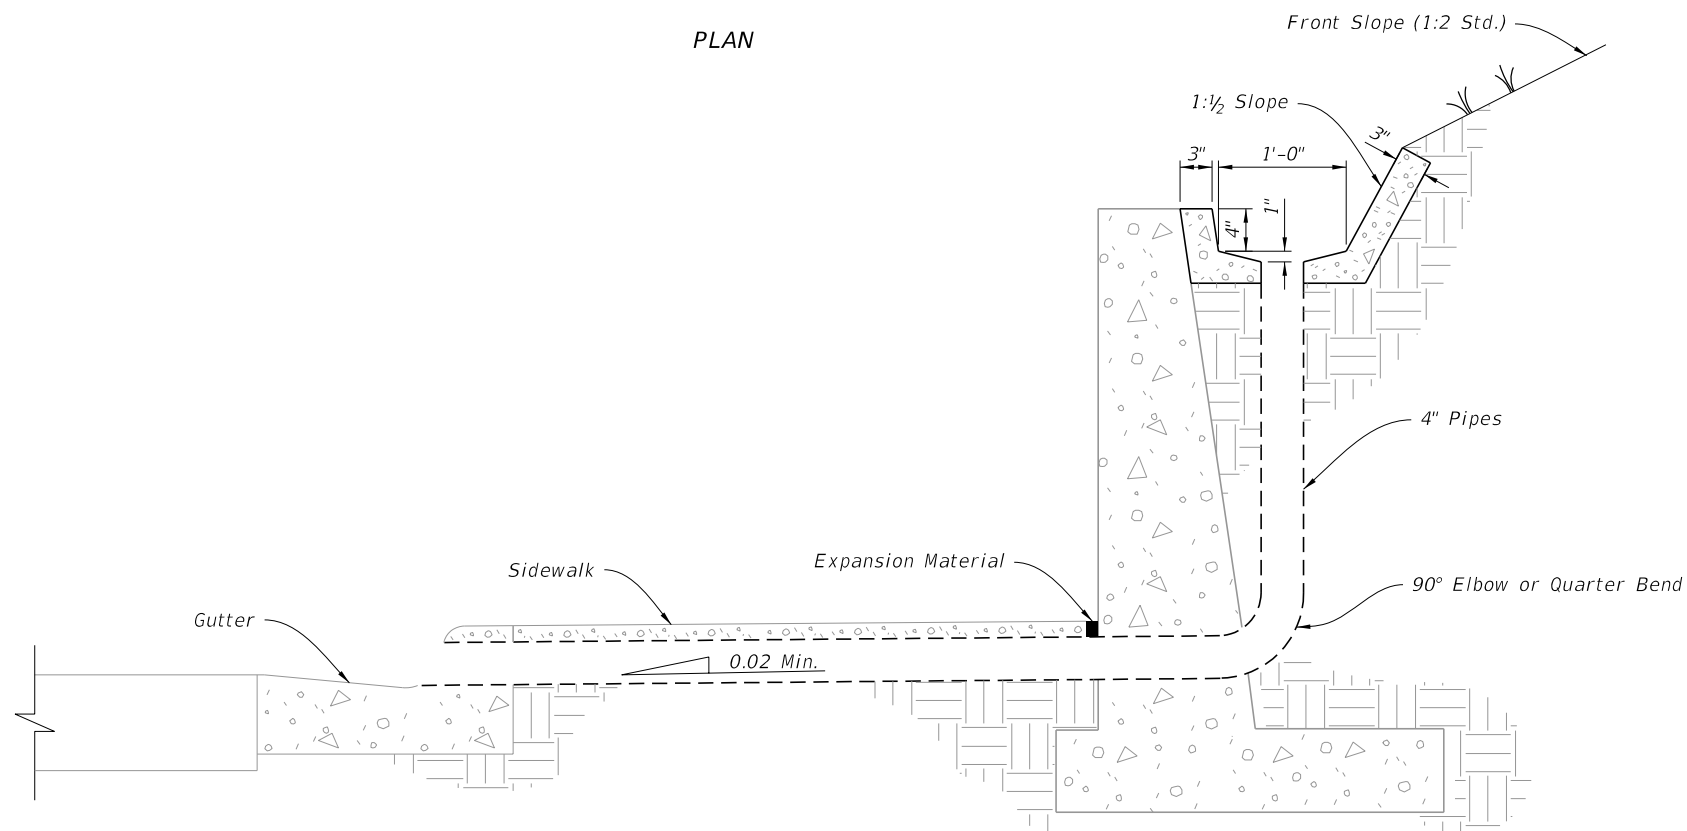 PLAN
Front Slope (1:2 Std.)
1:½ Slope
3"
3"
1'-0"
1"
4"
4" Pipes
Expansion Material
Sidewalk
90° Elbow or Quarter Bend
Gutter
0.02 Min.